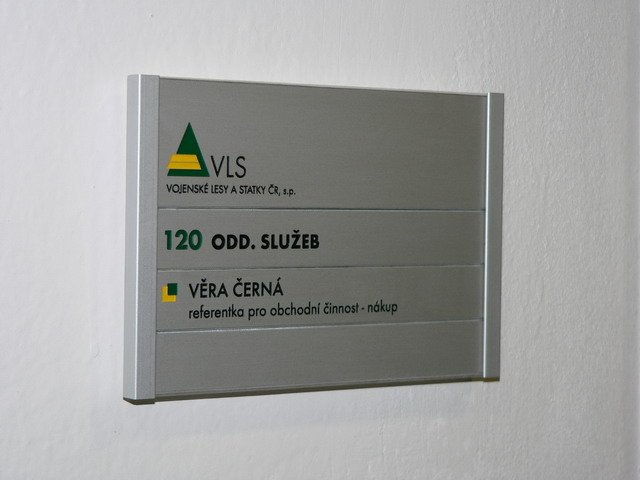 VLS
VOJENSKÉ LESY A STATKY ČR, s.p.
120 ODD. SLUŽEB
VĚRA ČERNÁ
referentka pro obchodní činnost - nákup